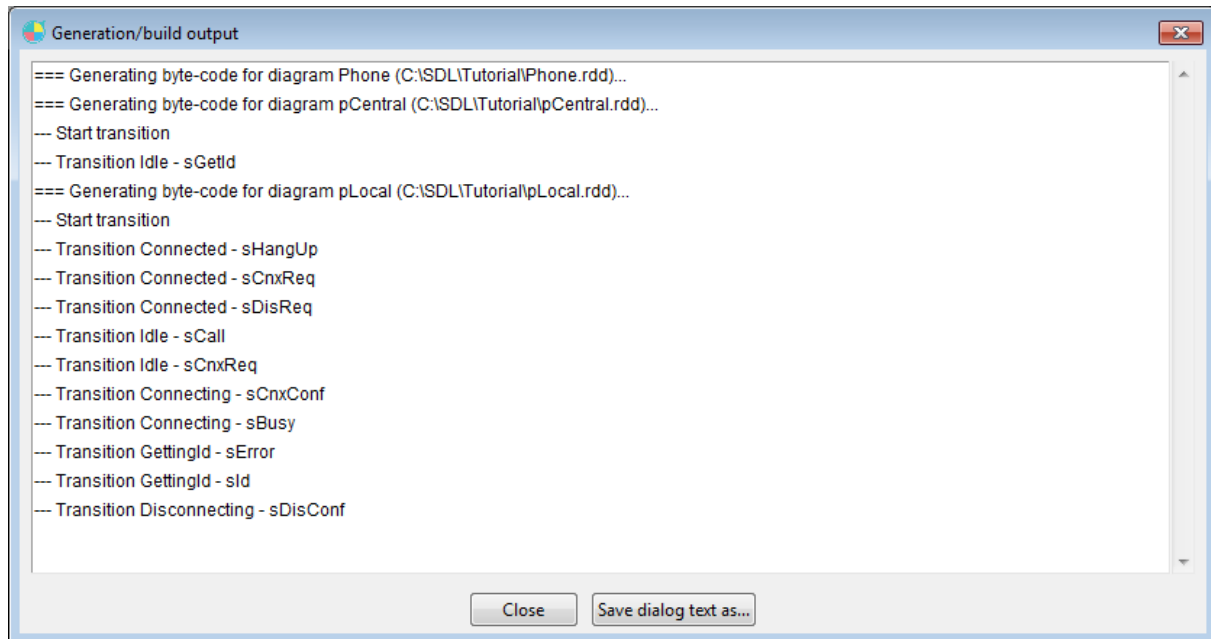 Generation/build output
=== Generating byte-code for diagram Phone (C:\SDL\Tutorial\Phone.rdd)...
=== Generating byte-code for diagram pCentral (C:\SDL\Tutorial\pCentral.rdd)...
--- Start transition
--- Transition Idle - sGetId
=== Generating byte-code for diagram pLocal (C:\SDL\Tutorial\pLocal.rdd)...
--- Start transition
--- Transition Connected - sHangUp
--- Transition Connected - sCnxReq
--- Transition Connected - sDisReq
--- Transition Idle - sCall
--- Transition Idle - sCnxReq
--- Transition Connecting - sCnxConf
--- Transition Connecting - sBusy
--- Transition GettingId - sError
--- Transition GettingId - sId
--- Transition Disconnecting - sDisConf
Close Save dialog text as...